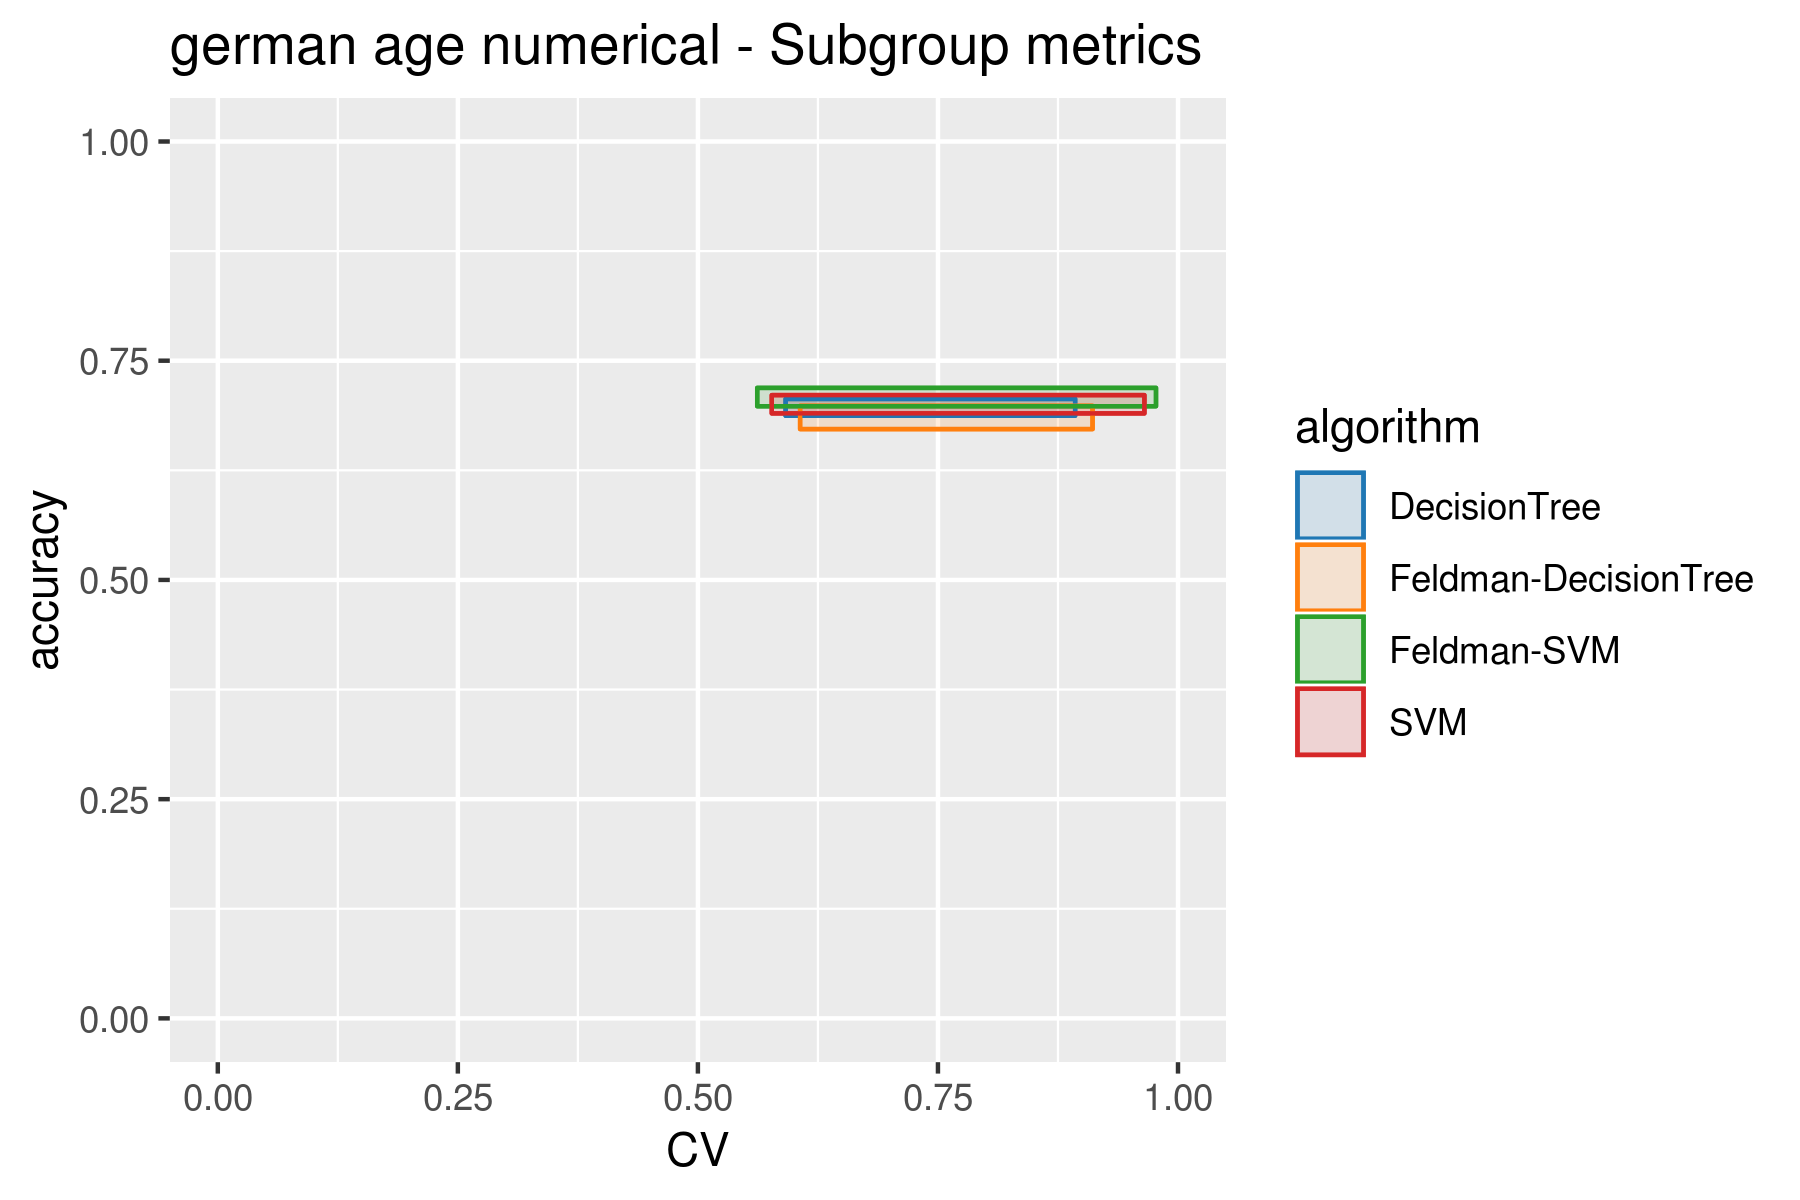 german age numerical - Subgroup metrics
accuracy
1.00
0.75
0.50
0.25
0.00
0.00 0.25 0.50 0.75 1.00
CV
algorithm
DecisionTree
Feldman-DecisionTree
Feldman-SVM
SVM